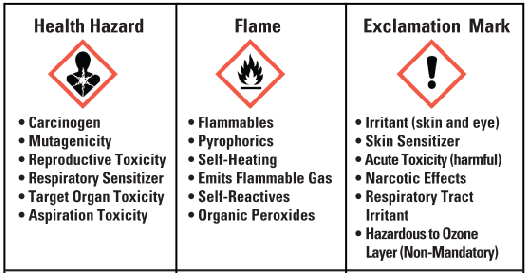 Health Hazard
• Carcinogen
• Mutagenicity
• Reproductive Toxicity
• Respiratory Sensitizer
• Target Organ Toxicity
• Aspiration Toxicity
Flame
• Flammables
• Pyrophorics
• Self-Heating
• Emits Flammable Gas
• Self-Reactives
• Organic Peroxides
Exclamation Mark
• Irritant (skin and eye)
• Skin Sensitizer
• Acute Toxicity (harmful)
• Narcotic Effects
• Respiratory Tract
Irritant
• Hazardous to Ozone
Layer (Non-Mandatory)